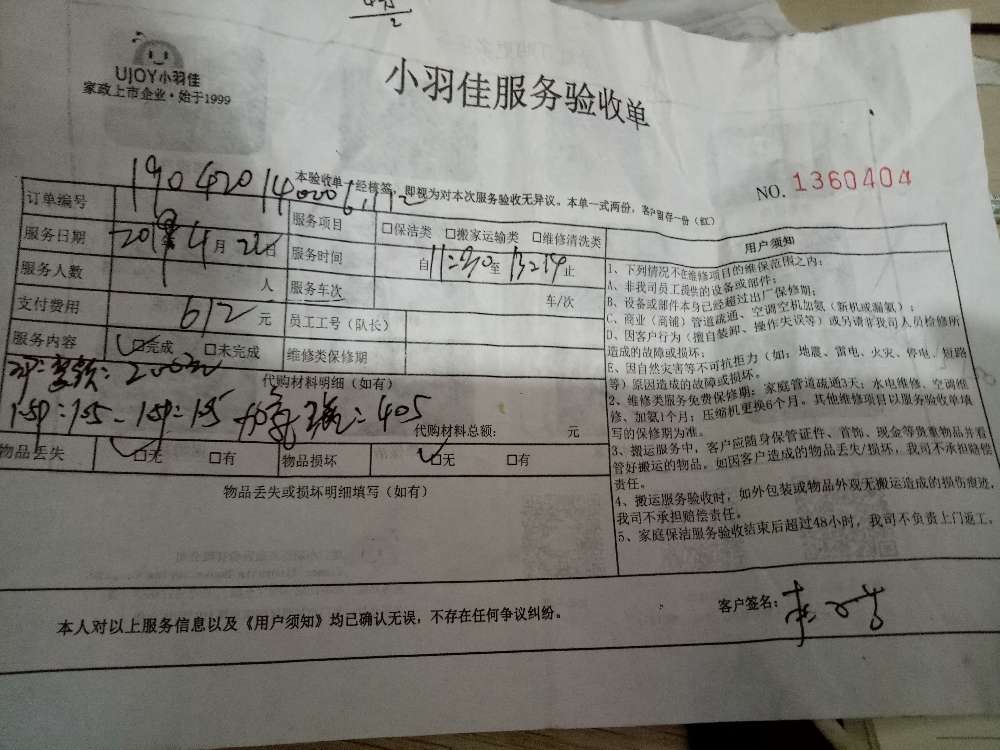 UJOY小羽佳
家政上市企业·始于1999
小羽佳服务验收单
本验收单一经核签，即视为对本次服务验收无异议。本单一式两份，客户留存一份（红）
NO. 1360404
订单编号
服务项目 □保洁类 □搬家运输类 □维修清洗类
服务日期 2019年4月 日
服务时间 自 至 止
服务人数 人
服务车次 车/次
支付费用 612元
员工工号（队长）
服务内容 □完成 □未完成
维修类保修期
代购材料明细（如有）
1.5P=1.5P= =405
代购材料总额： 元
物品丢失 □无 □有
物品损坏 □无 □有
物品丢失或损坏明细填写（如有）
用户须知
1、下列情况不在维修项目的维保范围之内：
A、非我司员工提供的设备或部件；
B、设备或部件本身已经超过出厂保修期；
C、商业（商铺）管道疏通、空调空机加氨（新机或漏氨）；
D、因客户行为（擅自装卸、操作失误等）或另请非我司人员检修所
造成的故障或损坏；
E、因自然灾害等不可抗拒力（如：地震、雷电、火灾、停电、短路
等）原因造成的故障或损坏。
2、维修类服务免费保修期：家庭管道疏通3天；水电维修、空调维
修、加氨1个月；压缩机更换6个月。其他维修项目以服务验收单填
写的保修期为准。
3、搬运服务中，客户应随身保管证件、首饰、现金等贵重物品并看
管好搬运的物品。如因客户造成的物品丢失/损坏，我司不承担赔偿
责任。
4、搬运服务验收时，如外包装或物品外观无搬运造成的损伤痕迹，
我司不承担赔偿责任。
5、家庭保洁服务验收结束后超过48小时，我司不负责上门返工。
本人对以上服务信息以及《用户须知》均已确认无误，不存在任何争议纠纷。
客户签名：